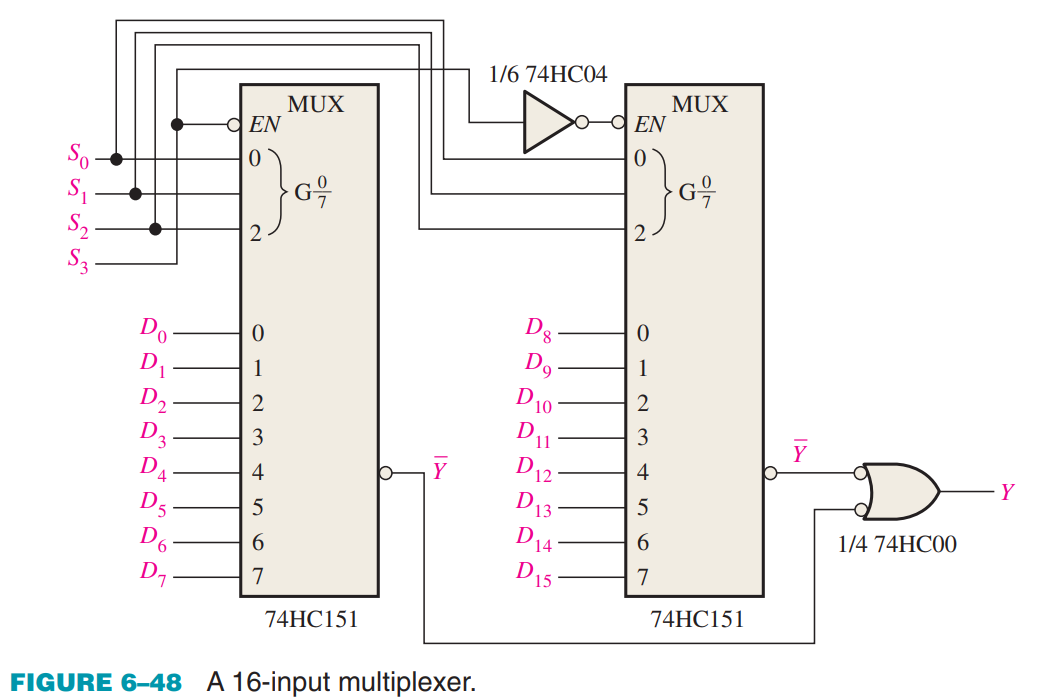 1/6 74HC04
MUX
MUX
EN
EN
S₀
0
0
S₁
G 0/7
G 0/7
S₂
2
2
S₃
D₀
0
D₈
0
D₁
1
D₉
1
D₂
2
D₁₀
2
D₃
3
D₁₁
3
Y̅
D₄
4
Y̅
D₁₂
4
Y
D₅
5
D₁₃
5
D₆
6
D₁₄
6
1/4 74HC00
D₇
7
D₁₅
7
74HC151
74HC151
FIGURE 6–48 A 16-input multiplexer.